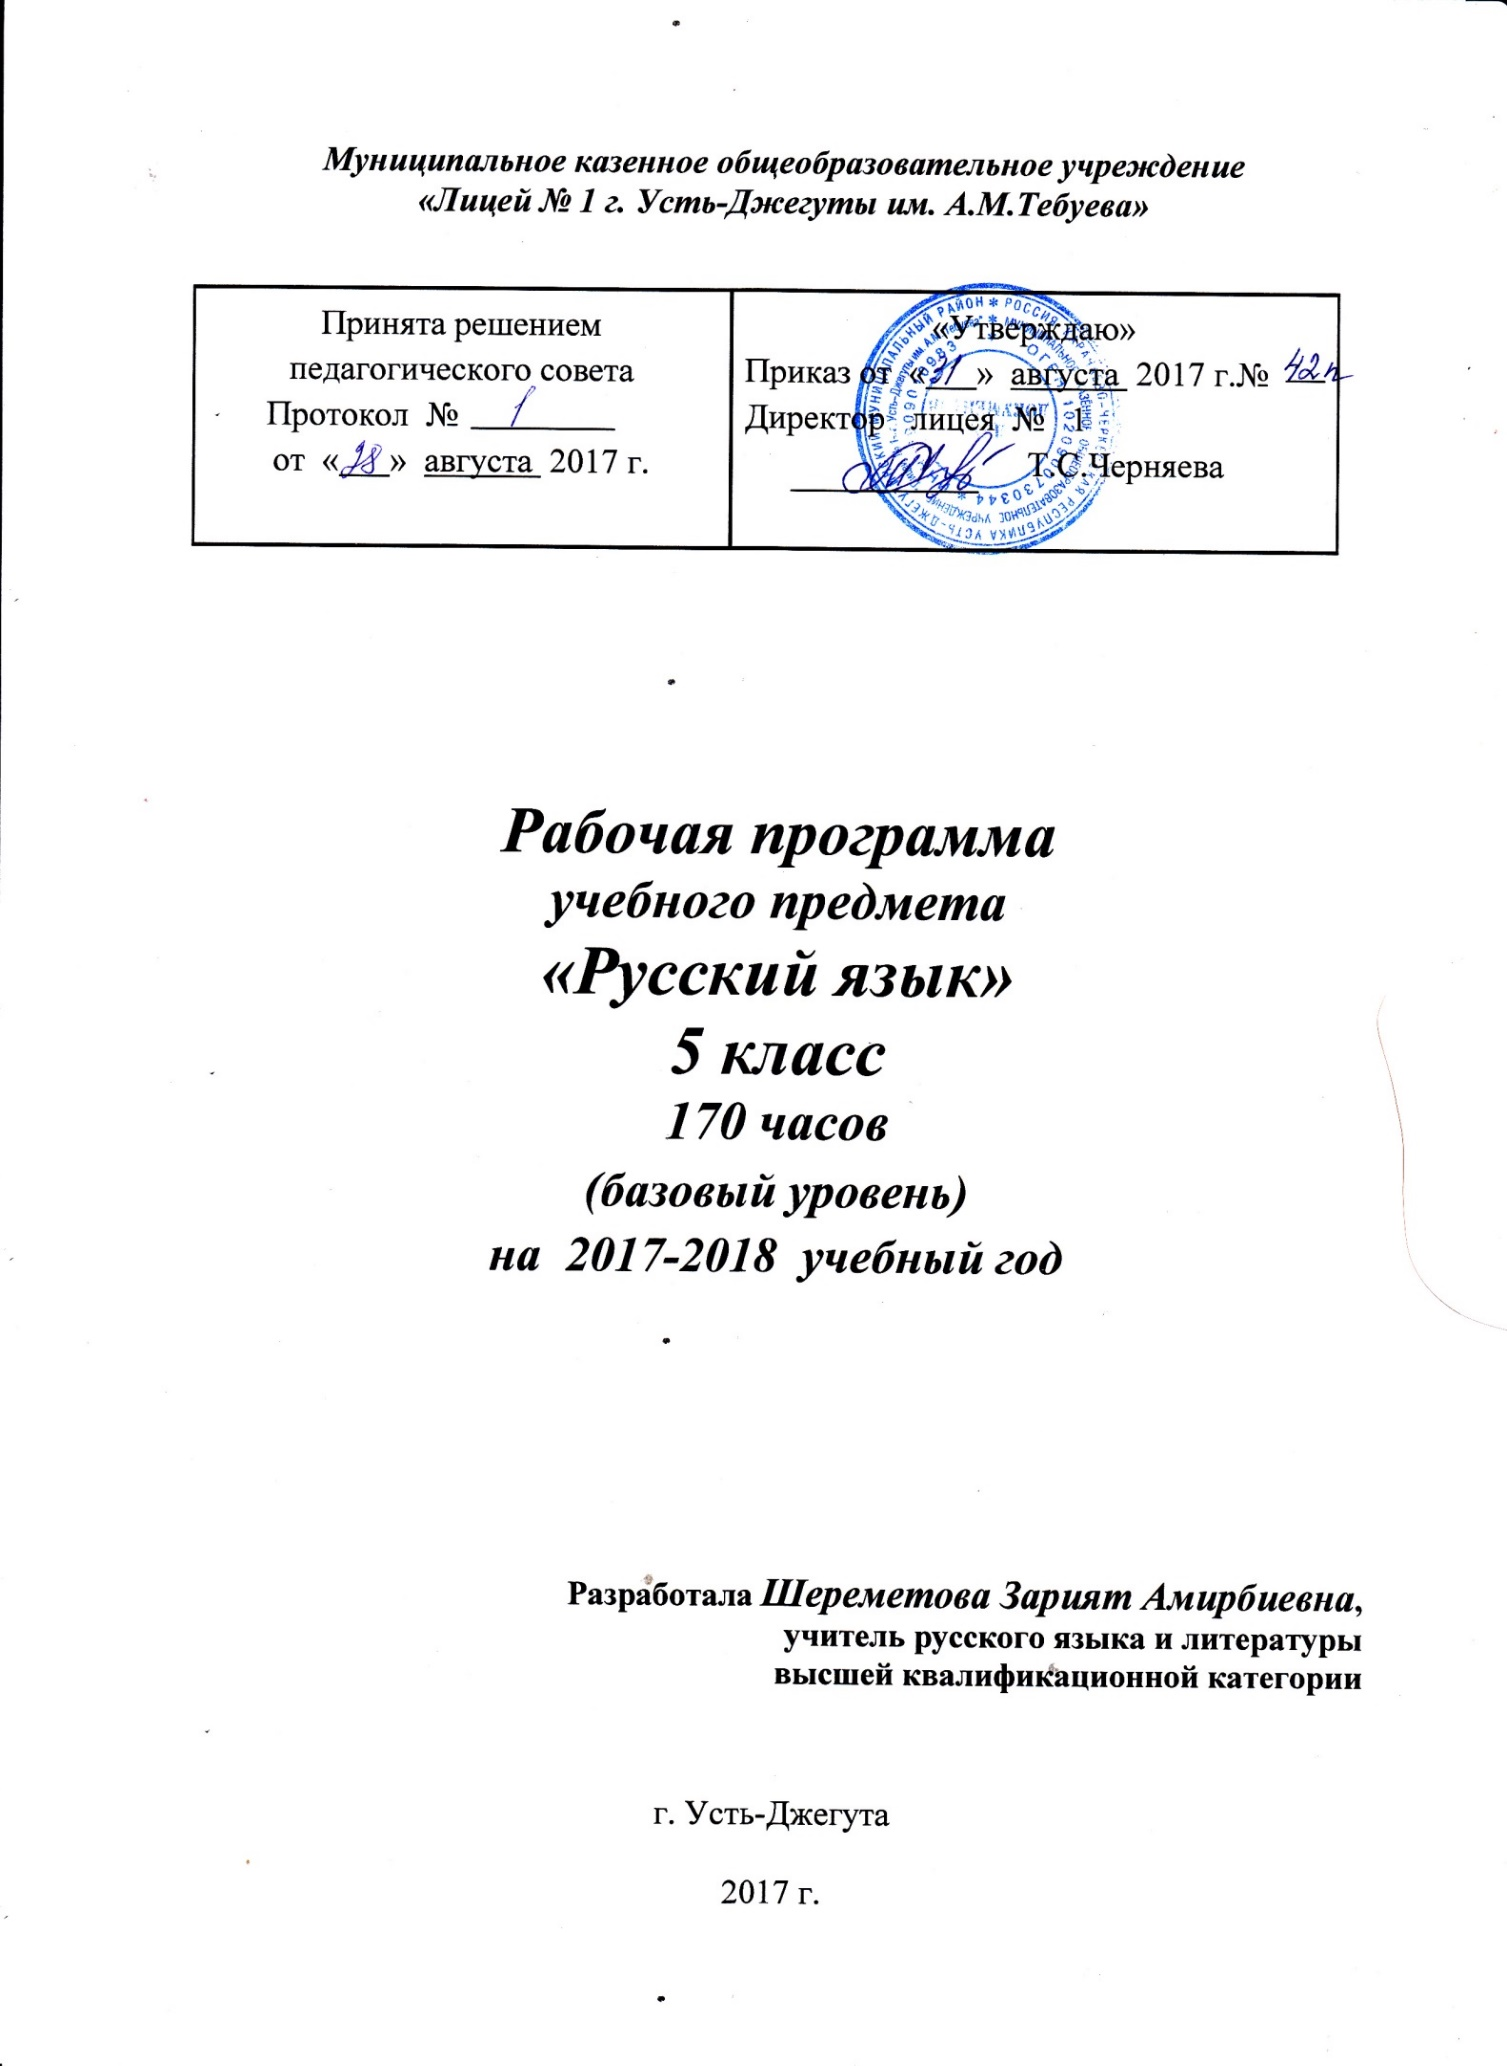 Муниципальное казенное общеобразовательное учреждение
«Лицей № 1 г. Усть-Джегуты им. А.М.Тебуева»
Принята решением
педагогического совета
Протокол № 1
от «28» августа 2017 г.
«Утверждаю»
Приказ от «31» августа 2017 г.№ 42п
Директор лицея № 1
Т.С.Черняева
Рабочая программа
учебного предмета
«Русский язык»
5 класс
170 часов
(базовый уровень)
на 2017-2018 учебный год
Разработала Шереметова Зарият Амирбиевна,
учитель русского языка и литературы
высшей квалификационной категории
г. Усть-Джегута
2017 г.